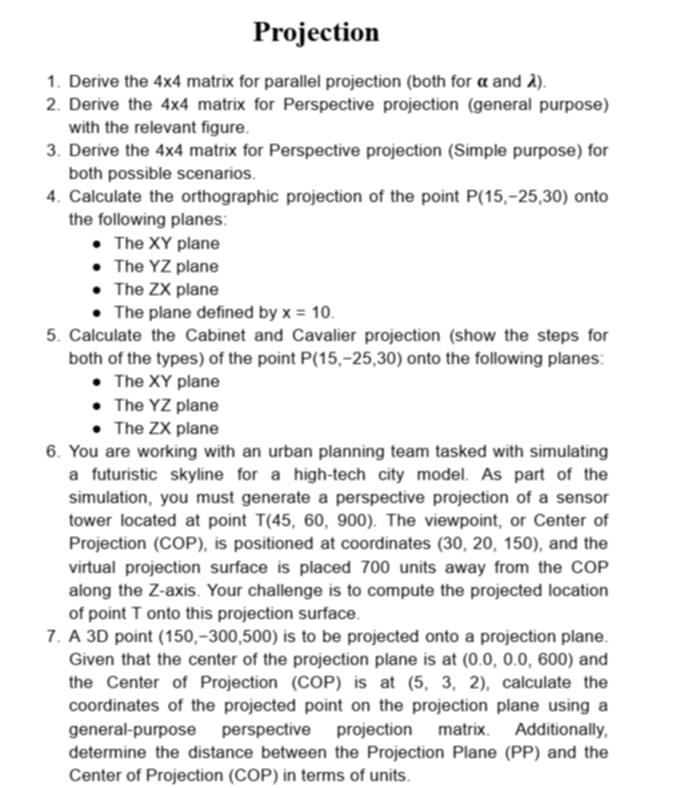 Projection
1. Derive the 4x4 matrix for parallel projection (both for α and λ).
2. Derive the 4x4 matrix for Perspective projection (general purpose)
with the relevant figure.
3. Derive the 4x4 matrix for Perspective projection (Simple purpose) for
both possible scenarios.
4. Calculate the orthographic projection of the point P(15,−25,30) onto
the following planes:
● The XY plane
● The YZ plane
● The ZX plane
● The plane defined by x = 10.
5. Calculate the Cabinet and Cavalier projection (show the steps for
both of the types) of the point P(15,−25,30) onto the following planes:
● The XY plane
● The YZ plane
● The ZX plane
6. You are working with an urban planning team tasked with simulating
a futuristic skyline for a high-tech city model. As part of the
simulation, you must generate a perspective projection of a sensor
tower located at point T(45, 60, 900). The viewpoint, or Center of
Projection (COP), is positioned at coordinates (30, 20, 150), and the
virtual projection surface is placed 700 units away from the COP
along the Z-axis. Your challenge is to compute the projected location
of point T onto this projection surface.
7. A 3D point (150,−300,500) is to be projected onto a projection plane.
Given that the center of the projection plane is at (0.0, 0.0, 600) and
the Center of Projection (COP) is at (5, 3, 2), calculate the
coordinates of the projected point on the projection plane using a
general-purpose perspective projection matrix. Additionally,
determine the distance between the Projection Plane (PP) and the
Center of Projection (COP) in terms of units.